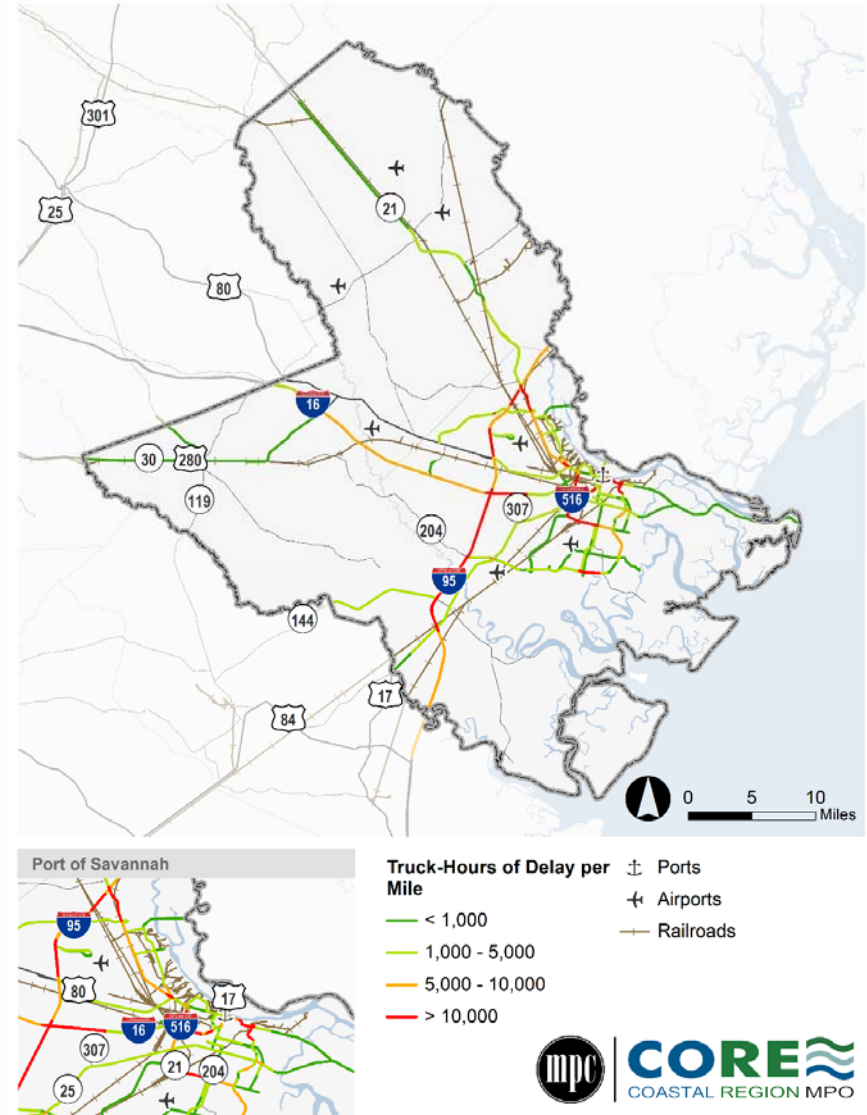 301
25
21
80
16
30
280
119
307
516
204
95
144
17
84
0 5 10
Miles
Port of Savannah
95
80
17
16
516
307
21
204
25
Truck-Hours of Delay per
Mile
< 1,000
1,000 - 5,000
5,000 - 10,000
> 10,000
Ports
Airports
Railroads
mpc
CORE
COASTAL REGION MPO